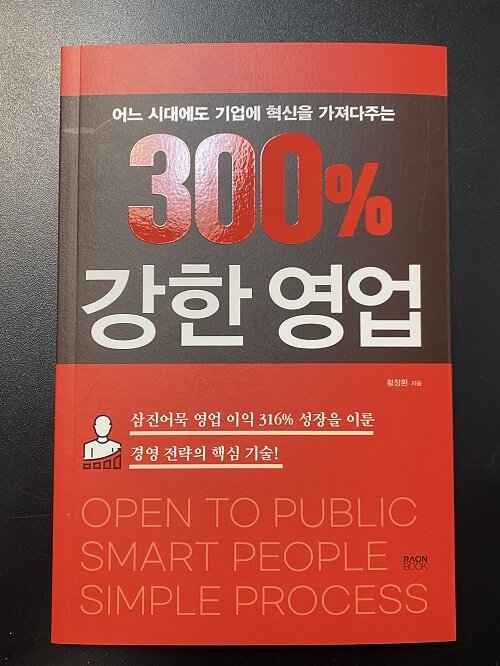 어느 시대에도 기업에 혁신을 가져다주는
300%
강한 영업
황창환 지음
삼진어묵 영업 이익 316% 성장을 이룬
경영 전략의 핵심 기술!
OPEN TO PUBLIC
SMART PEOPLE
SIMPLE PROCESS
RAON
BOOK